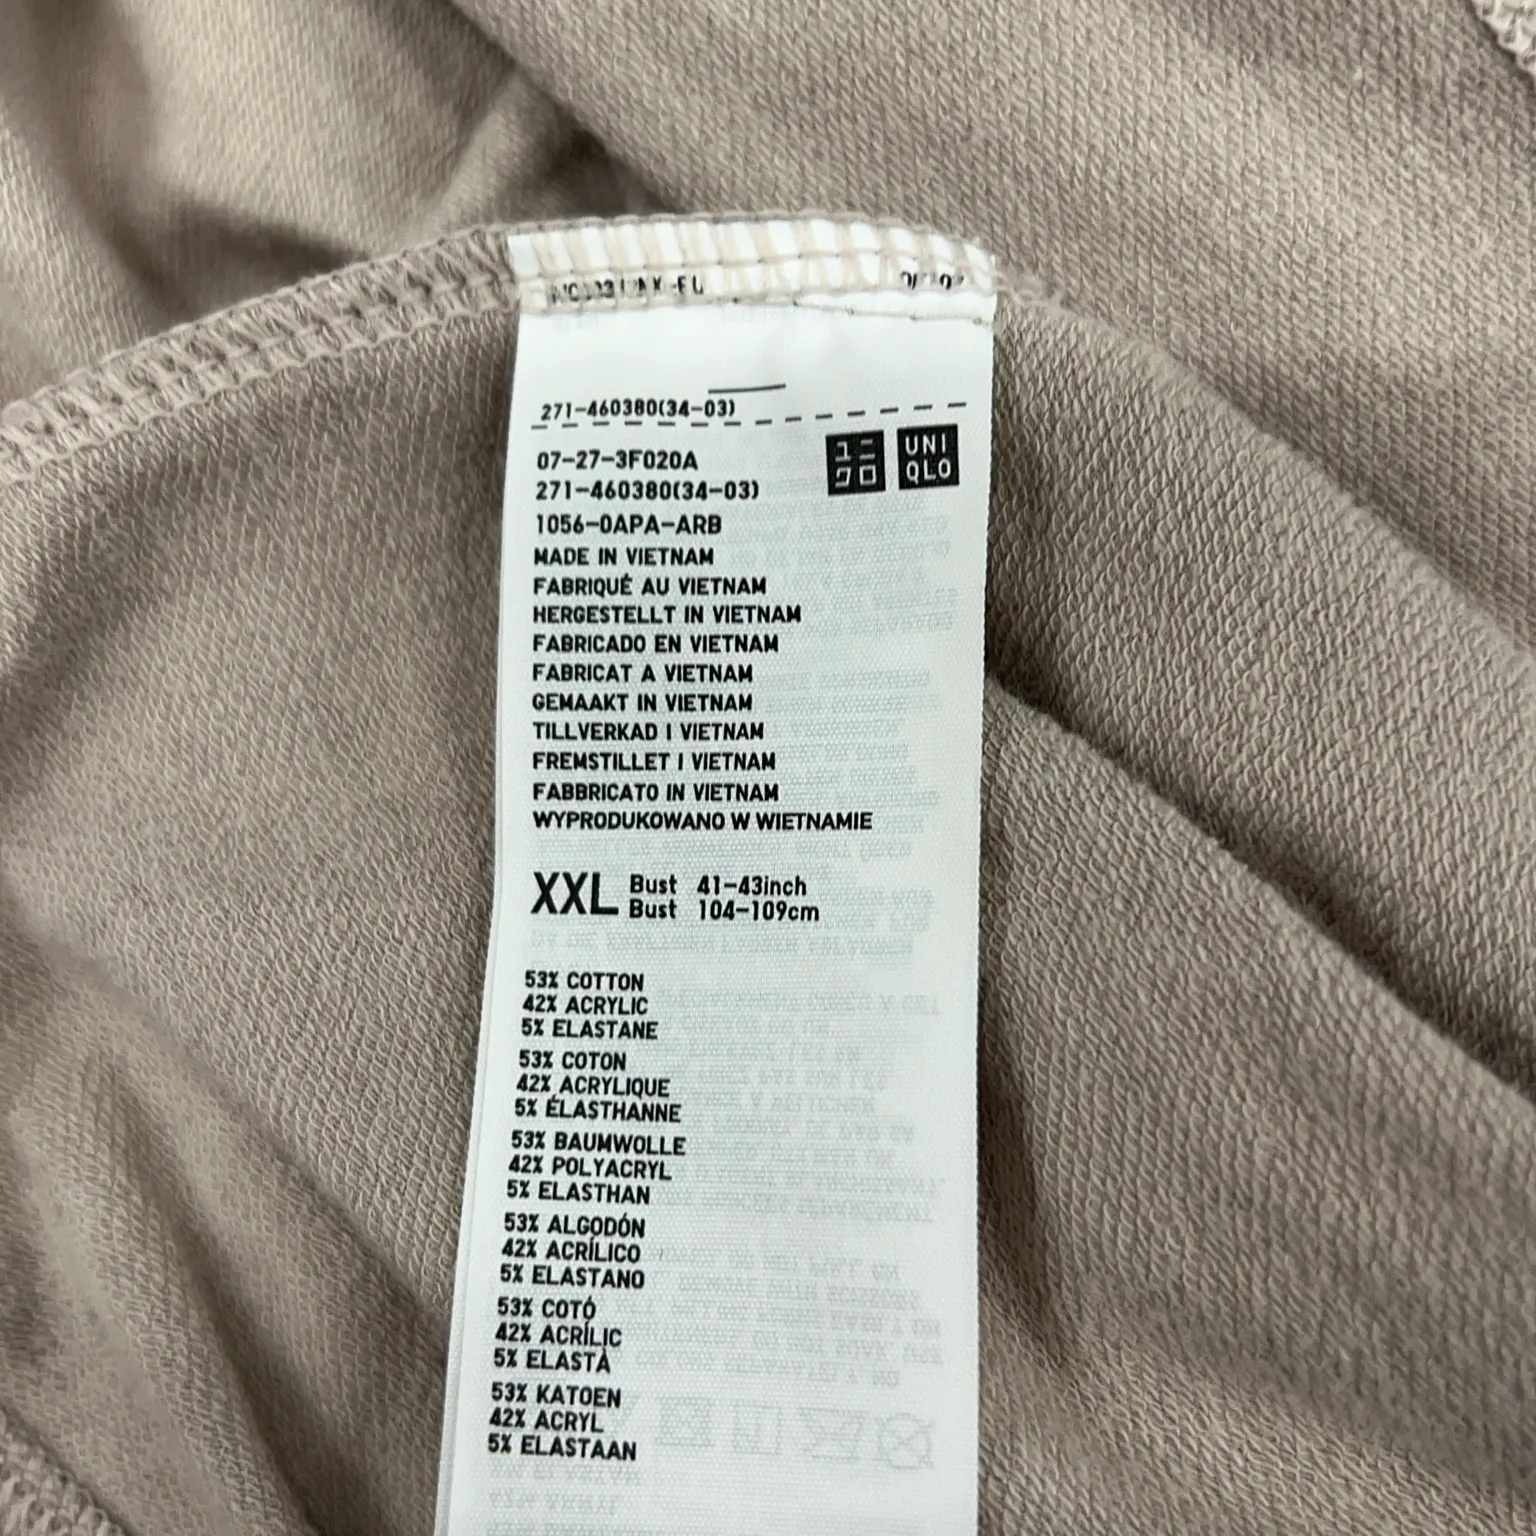 271-460380(34-03)
07-27-3F020A
271-460380(34-03)
ユニ
クロ
UNI
QLO
1056-0APA-ARB
MADE IN VIETNAM
FABRIQUÉ AU VIETNAM
HERGESTELLT IN VIETNAM
FABRICADO EN VIETNAM
FABRICAT A VIETNAM
GEMAAKT IN VIETNAM
TILLVERKAD I VIETNAM
FREMSTILLET I VIETNAM
FABBRICATO IN VIETNAM
WYPRODUKOWANO W WIETNAMIE
XXL Bust 41-43inch
Bust 104-109cm
53% COTTON
42% ACRYLIC
5% ELASTANE
53% COTON
42% ACRYLIQUE
5% ÉLASTHANNE
53% BAUMWOLLE
42% POLYACRYL
5% ELASTHAN
53% ALGODÓN
42% ACRÍLICO
5% ELASTANO
53% COTÓ
42% ACRÍLIC
5% ELASTÀ
53% KATOEN
42% ACRYL
5% ELASTAAN